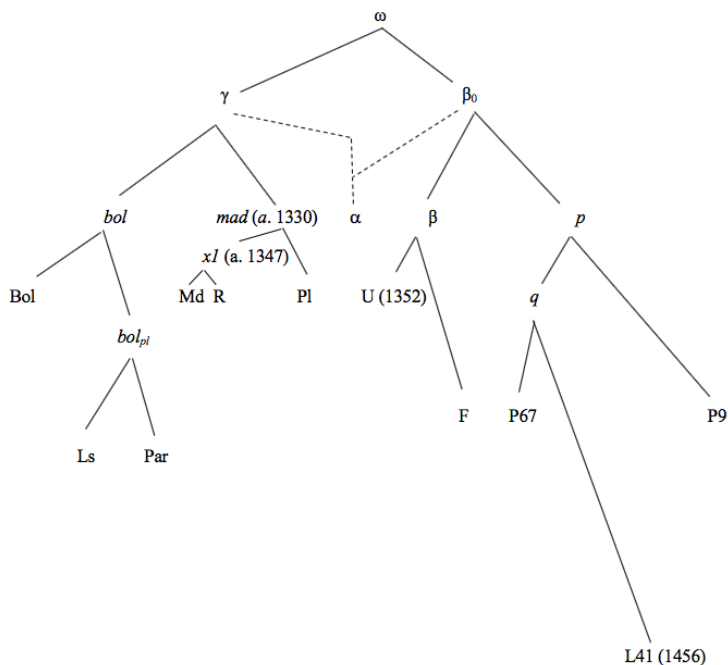 ω
γ β₀
bol mad (a. 1330) α β p
x1 (a. 1347)
Bol Md R Pl U (1352) q
bolₚₗ
F P67 P9
Ls Par
L41 (1456)